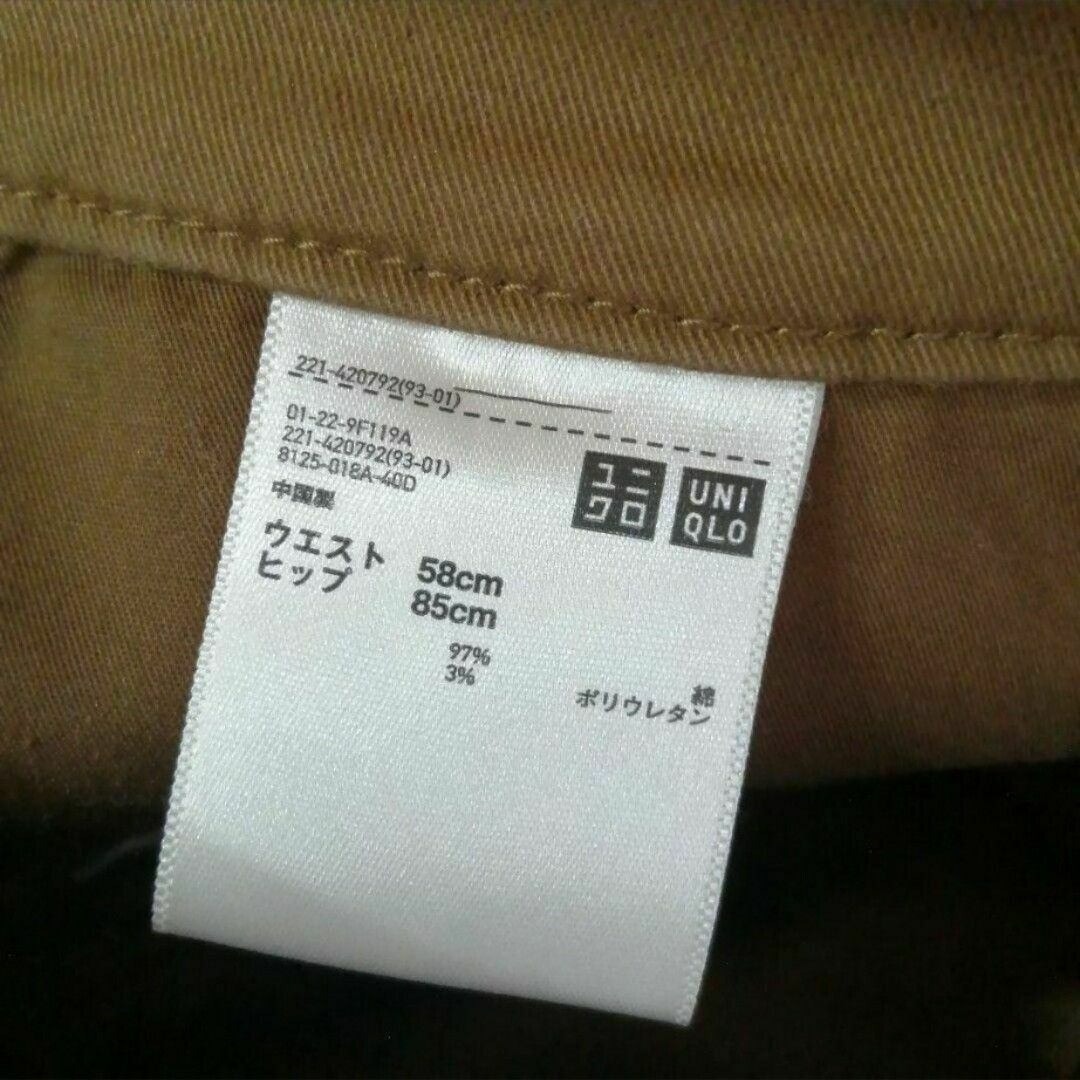 221-420792(93-01)
01-22-9F119A
221-420792(93-01)
8125-018A-40D
中国製
ユニ
クロ
UNI
QLO
ウエスト 58cm
ヒップ 85cm
97% 綿
3% ポリウレタン